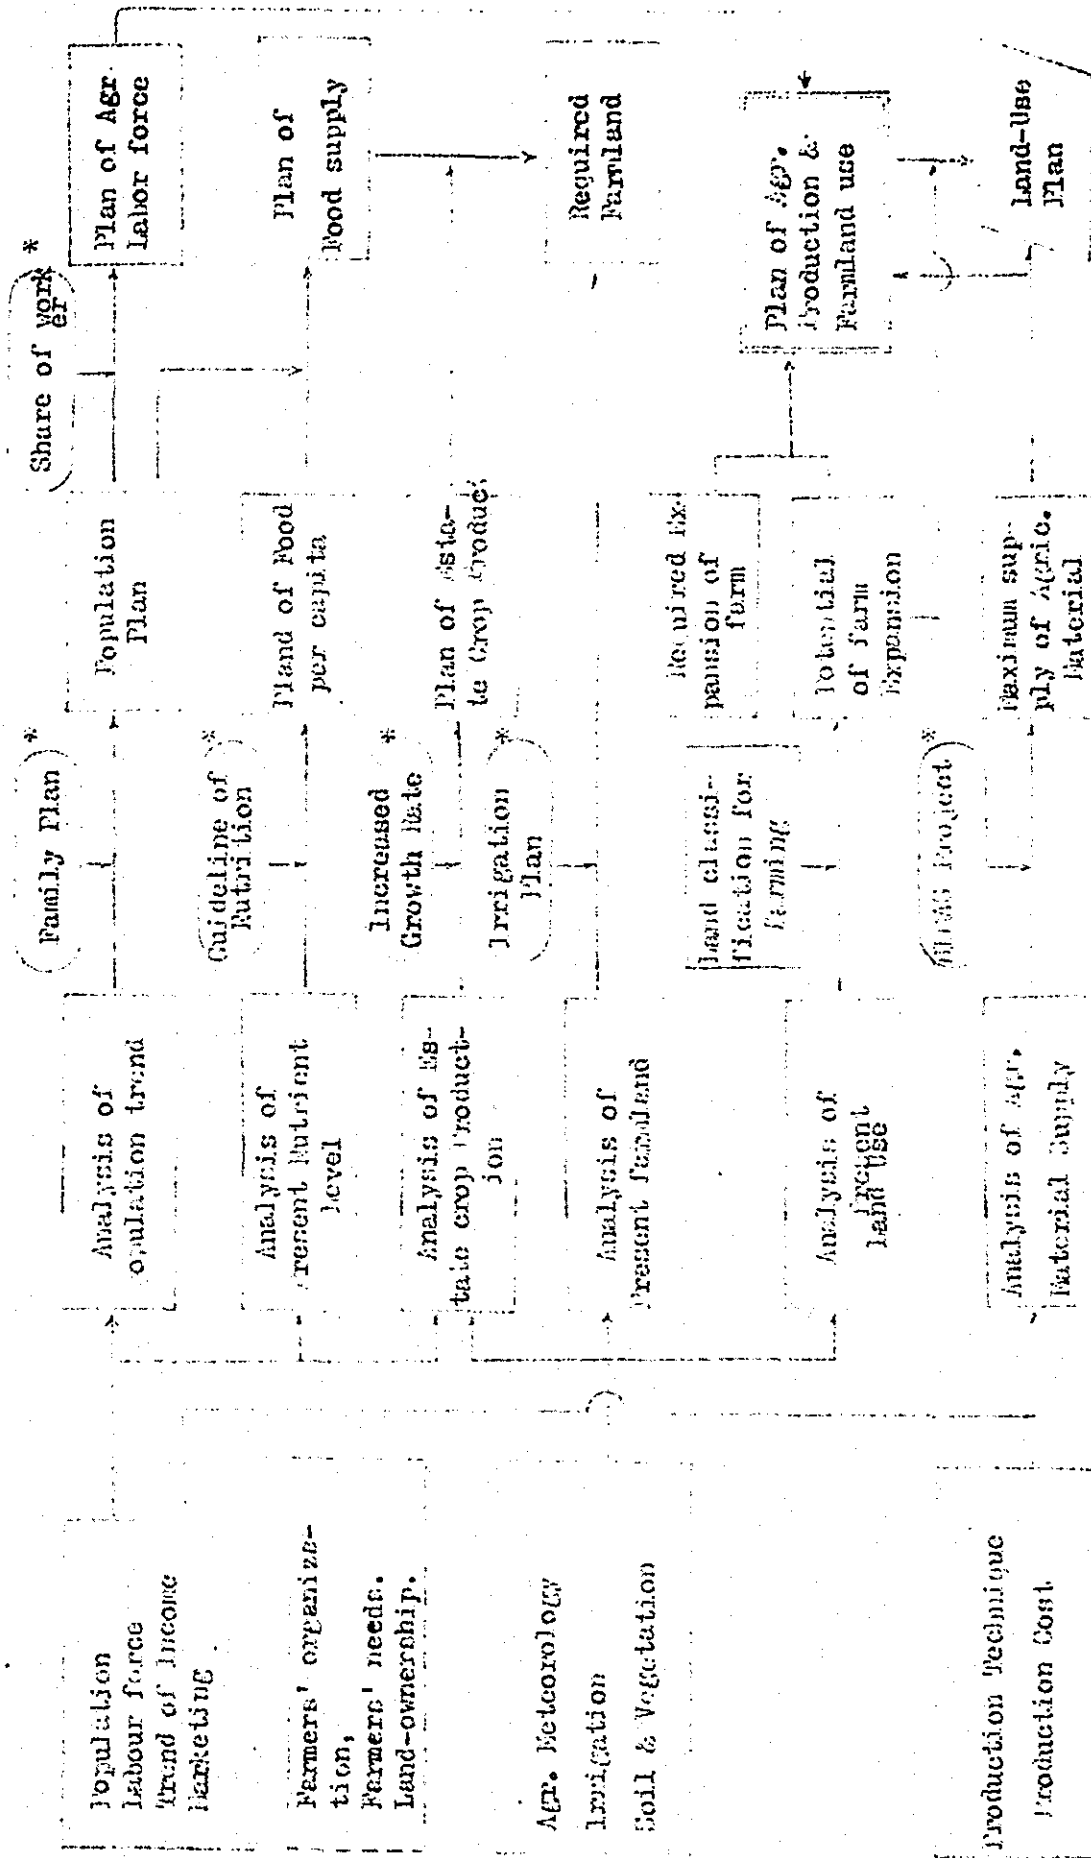 Population
Labour force
Trend of Income
Marketing
Farmers' organiza-
tion,
Farmers' needs.
Land-ownership.
Agr. Meteorology
Irrigation
Soil & Vegetation
Production Technique
Production Cost
Analysis of
opulation trend
Analysis of
resent Nutrient
level
Analysis of Es-
tate crop Product-
ion
Analysis of
Present farmland
Analysis of
Present
land Use
Analysis of Agr.
Material Supply
Family Plan *
Guideline of *
Nutrition
Increased *
Growth Rate
Irrigation *
Plan
Land classi-
fication for
Farming
Project *
Population
Plan
Pland of Food
per capita
Plan of Esta-
te Crop Product
Required Ex-
pansion of
farm
Potential
of farm
Expansion
Maximum sup-
ply of Agric.
Material
Share of work *
er
Plan of Agr.
Labor force
Plan of
Food supply
Required
Farmland
Plan of Agr.
Production &
Farmland use
Land-Use
Plan